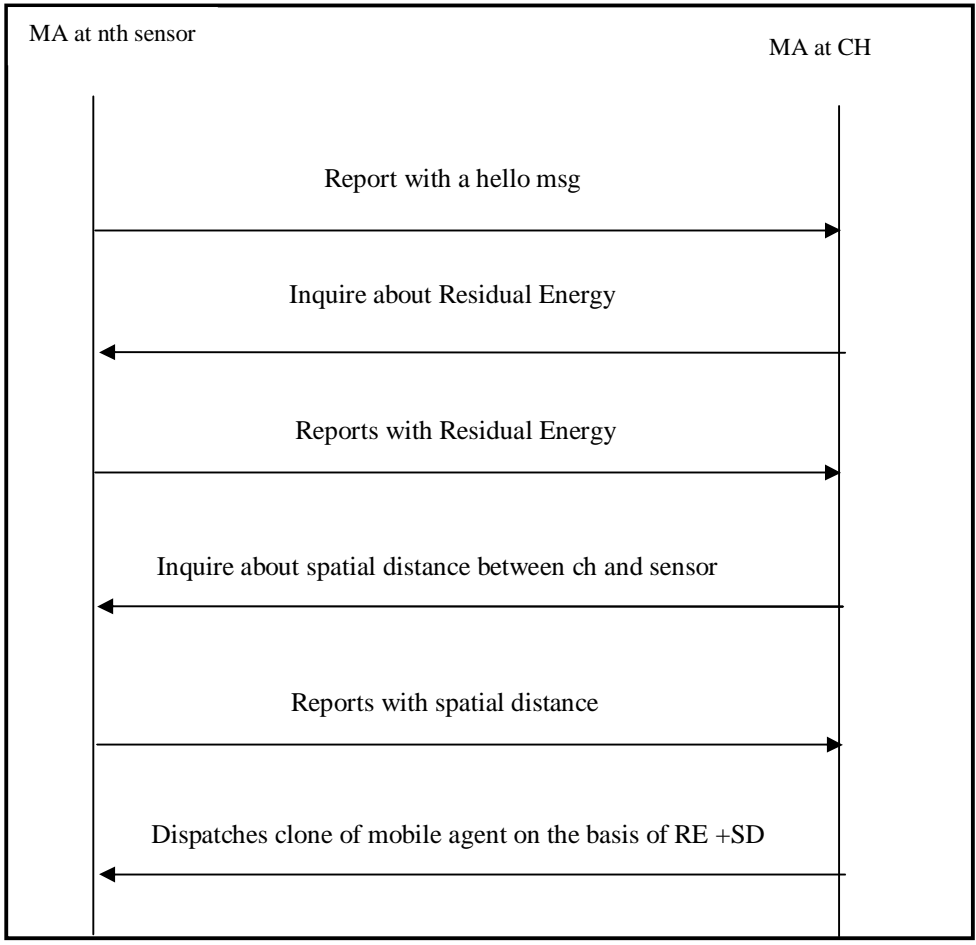 MA at nth sensor
MA at CH
Report with a hello msg
Inquire about Residual Energy
Reports with Residual Energy
Inquire about spatial distance between ch and sensor
Reports with spatial distance
Dispatches clone of mobile agent on the basis of RE +SD